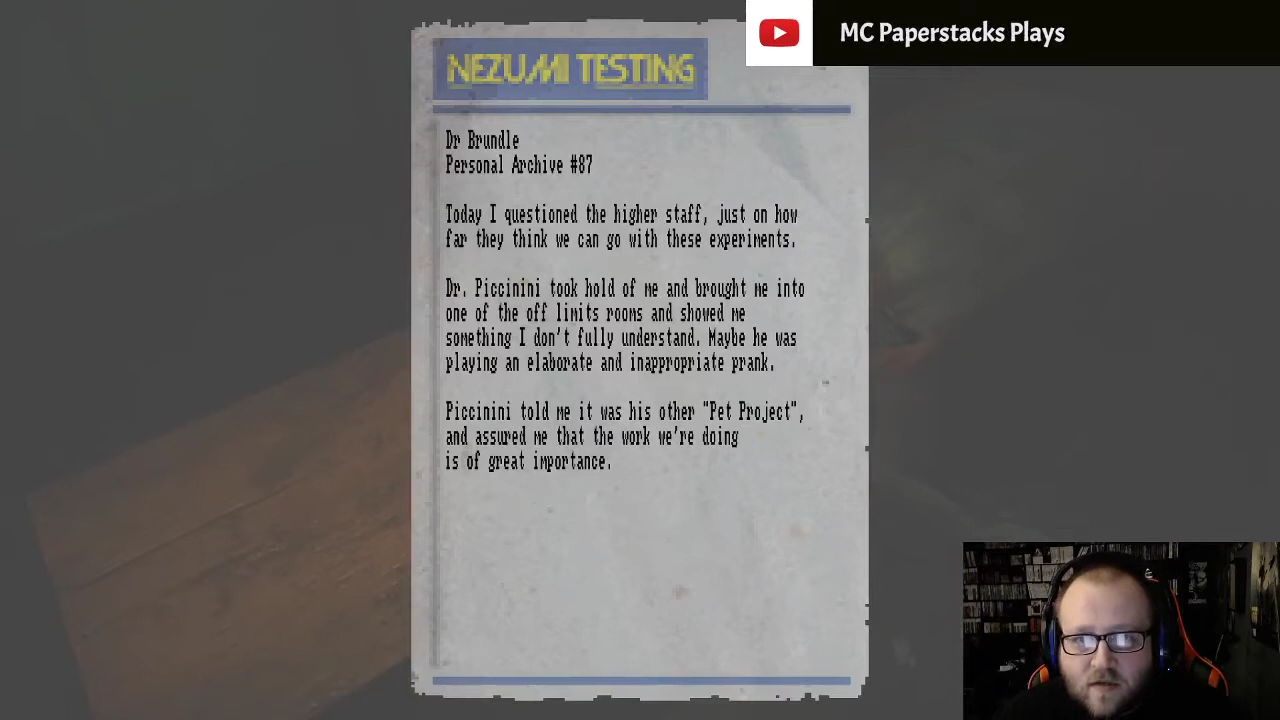 MC Paperstacks Plays
NEZUMI TESTING
Dr Brundle
Personal Archive #87
Today I questioned the higher staff, just on how
far they think we can go with these experiments.
Dr. Piccinini took hold of me and brought me into
one of the off limits rooms and showed me
something I don't fully understand. Maybe he was
playing an elaborate and inappropriate prank.
Piccinini told me it was his other "Pet Project",
and assured me that the work we're doing
is of great importance.